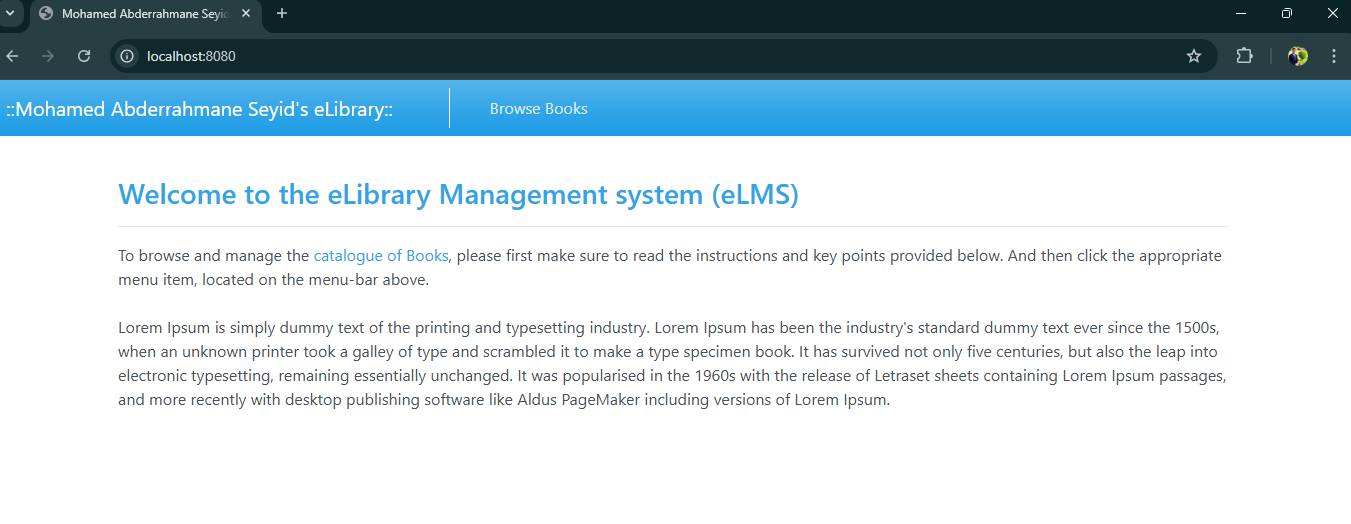 Mohamed Abderrahmane Seyid
localhost:8080
::Mohamed Abderrahmane Seyid's eLibrary::
Browse Books
Welcome to the eLibrary Management system (eLMS)
To browse and manage the catalogue of Books, please first make sure to read the instructions and key points provided below. And then click the appropriate
menu item, located on the menu-bar above.
Lorem Ipsum is simply dummy text of the printing and typesetting industry. Lorem Ipsum has been the industry's standard dummy text ever since the 1500s,
when an unknown printer took a galley of type and scrambled it to make a type specimen book. It has survived not only five centuries, but also the leap into
electronic typesetting, remaining essentially unchanged. It was popularised in the 1960s with the release of Letraset sheets containing Lorem Ipsum passages,
and more recently with desktop publishing software like Aldus PageMaker including versions of Lorem Ipsum.